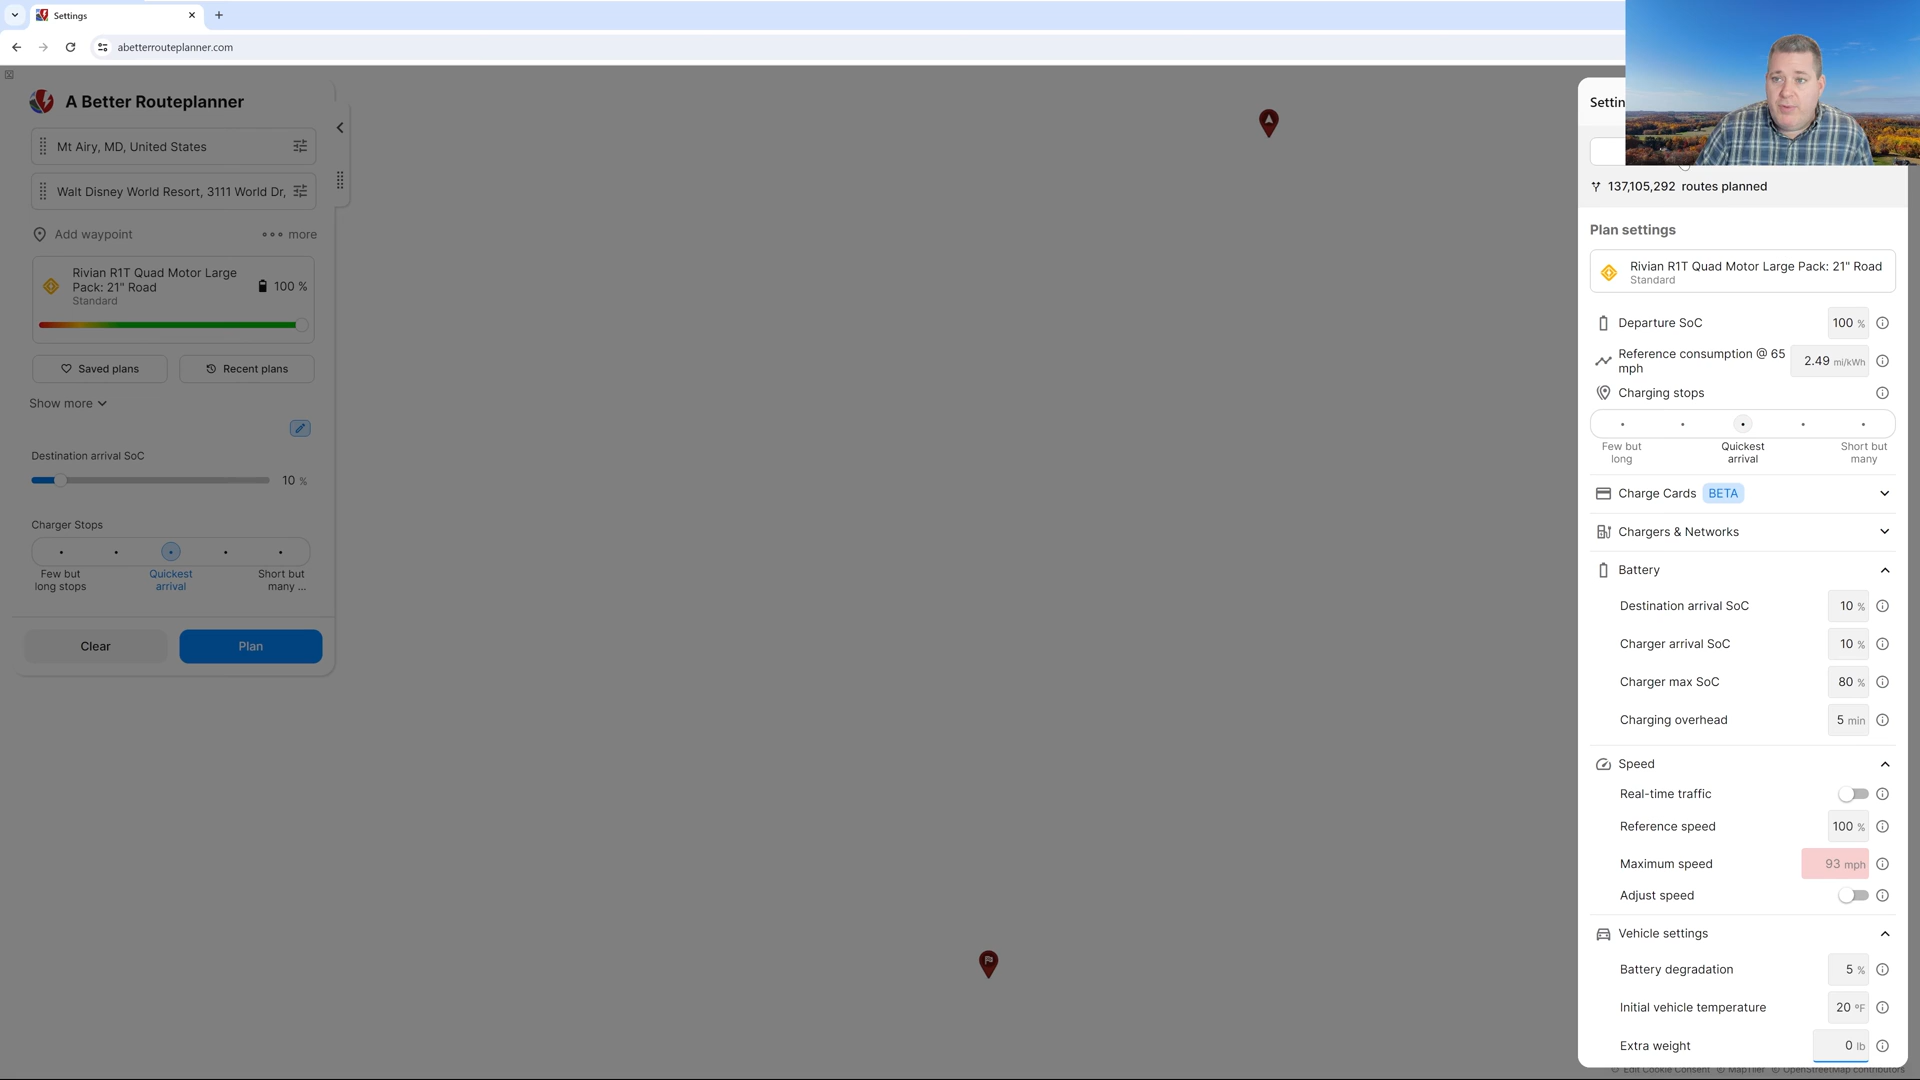 Settings
abetterrouteplanner.com
A Better Routeplanner
Mt Airy, MD, United States
Walt Disney World Resort, 3111 World Dr,
Add waypoint
more
Rivian R1T Quad Motor Large
Pack: 21" Road
Standard
100 %
Saved plans
Recent plans
Show more
Destination arrival SoC
10 %
Charger Stops
Few but
long stops
Quickest
arrival
Short but
many ...
Clear
Plan
Settin
137,105,292 routes planned
Plan settings
Rivian R1T Quad Motor Large Pack: 21" Road
Standard
Departure SoC
100 %
Reference consumption @ 65
mph
2.49 mi/kWh
Charging stops
Few but
long
Quickest
arrival
Short but
many
Charge Cards BETA
Chargers & Networks
Battery
Destination arrival SoC 10 %
Charger arrival SoC 10 %
Charger max SoC 80 %
Charging overhead 5 min
Speed
Real-time traffic
Reference speed 100 %
Maximum speed 93 mph
Adjust speed
Vehicle settings
Battery degradation 5 %
Initial vehicle temperature 20 °F
Extra weight 0 lb
Edit Cookie Consent © MapTiler © OpenStreetMap contributors